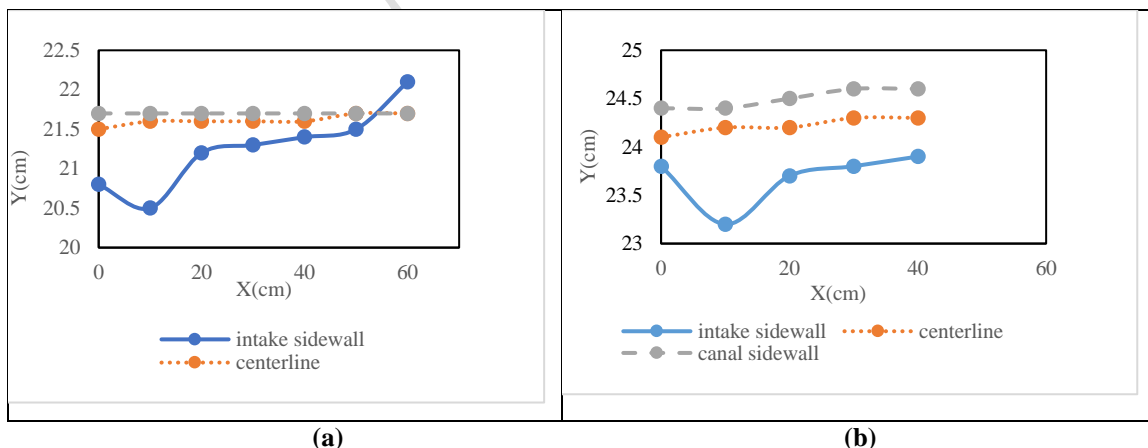 22.5
22
21.5
21
20.5
20
Y(cm)
0
20
40
60
X(cm)
intake sidewall
centerline
25
24.5
24
23.5
23
Y(cm)
0
20
40
60
X(cm)
intake sidewall
centerline
canal sidewall
(a)
(b)